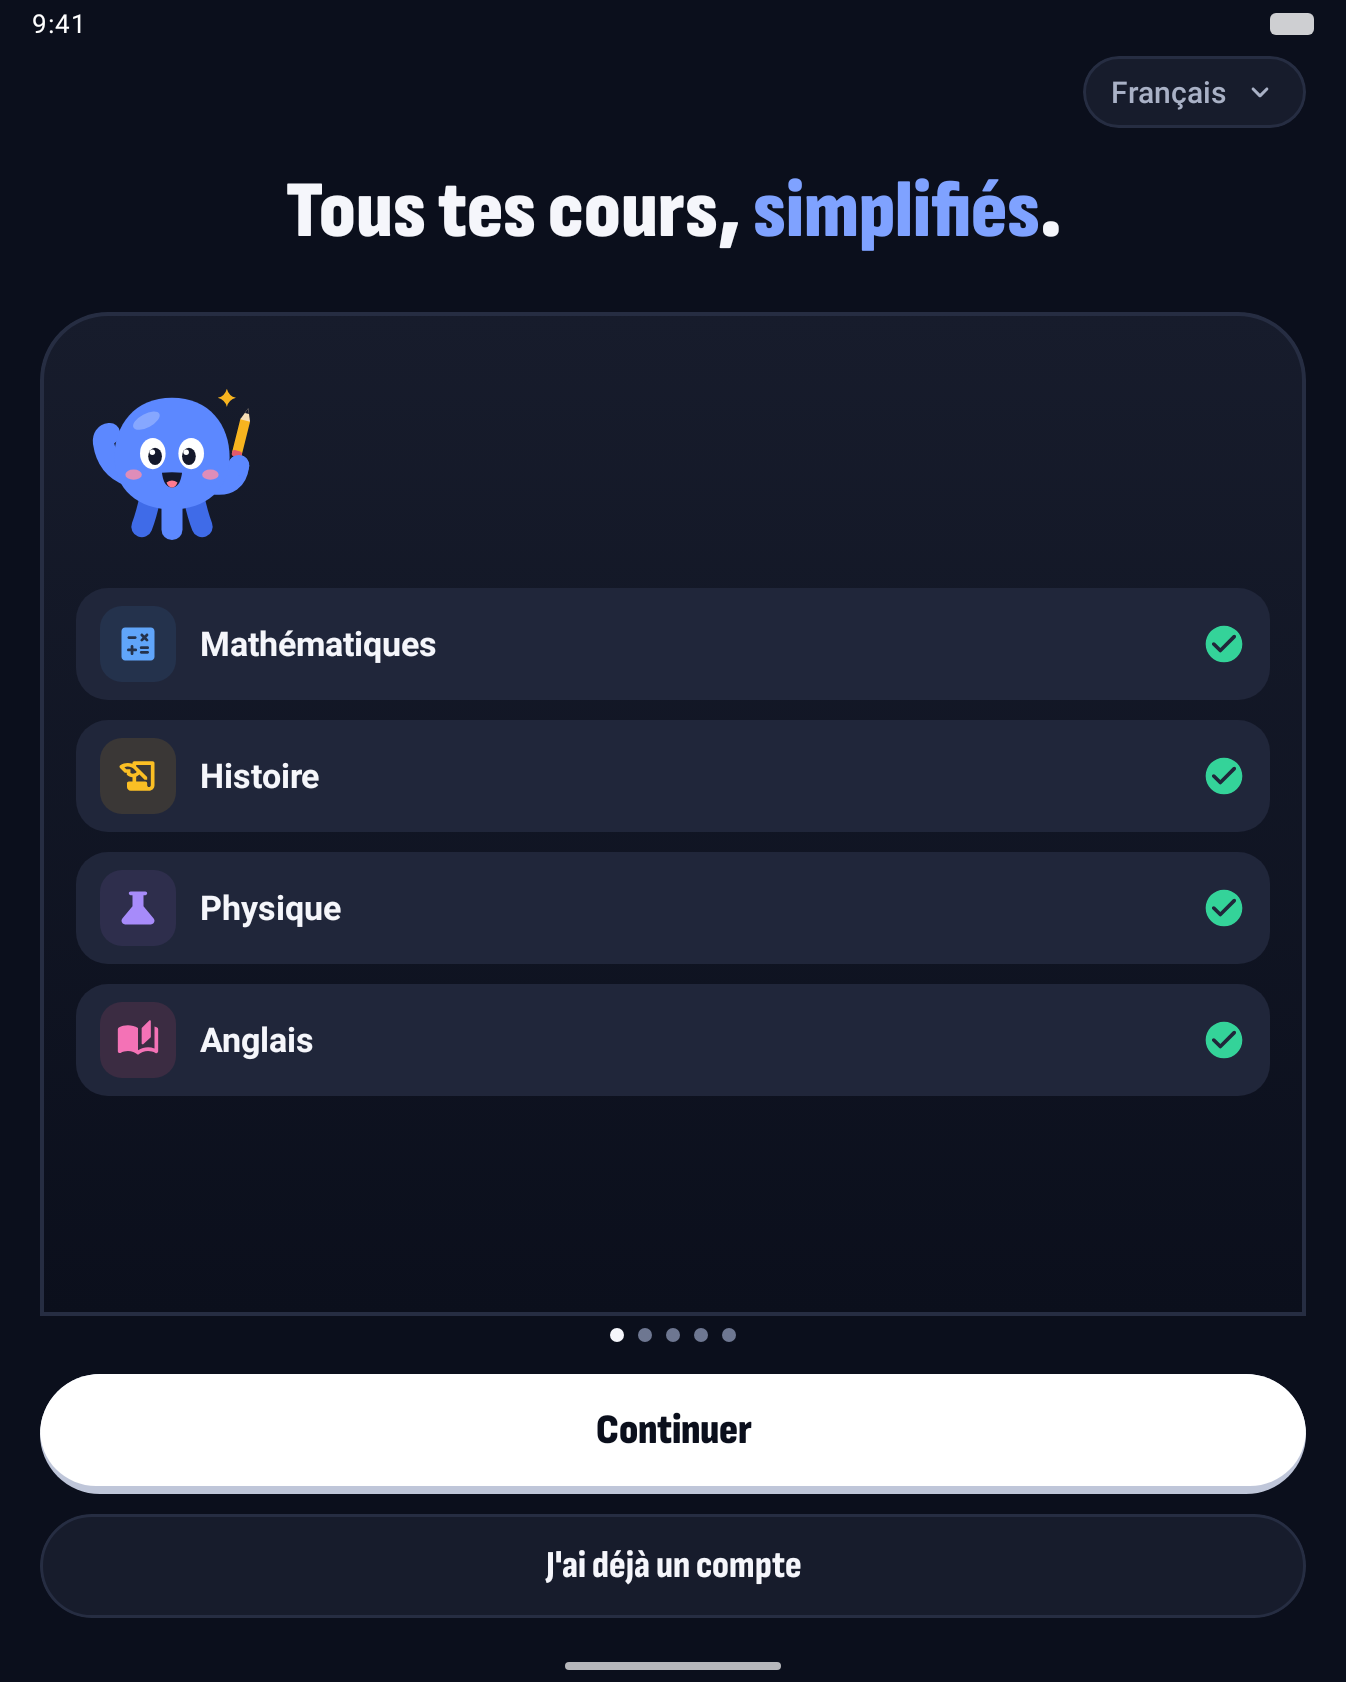 9:41
Français
Tous tes cours, simplifiés.
Mathématiques
Histoire
Physique
Anglais
Continuer
J'ai déjà un compte